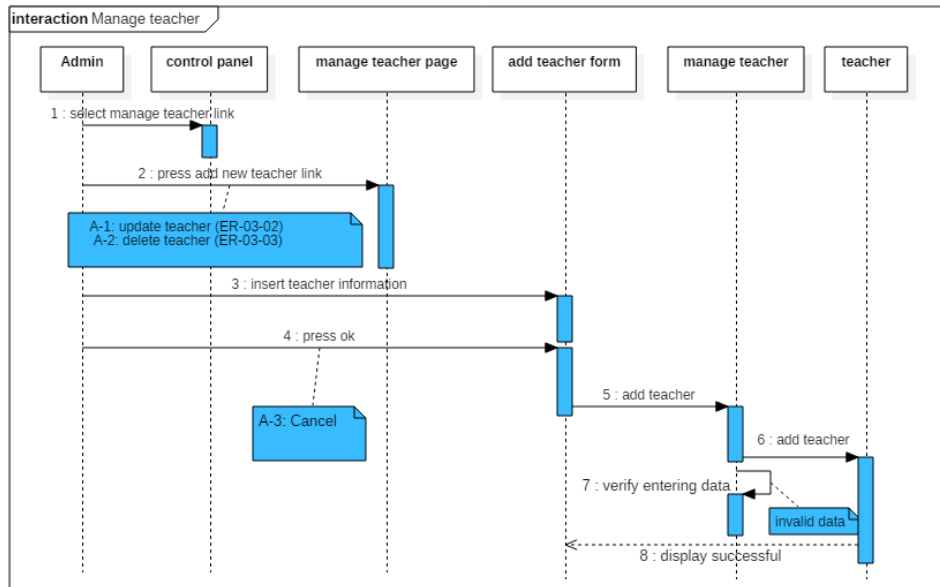 interaction Manage teacher
Admin
control panel
manage teacher page
add teacher form
manage teacher
teacher
1 : select manage teacher link
2 : press add new teacher link
A-1: update teacher (ER-03-02)
A-2: delete teacher (ER-03-03)
3 : insert teacher information
4 : press ok
A-3: Cancel
5 : add teacher
6 : add teacher
7 : verify entering data
invalid data
8 : display successful